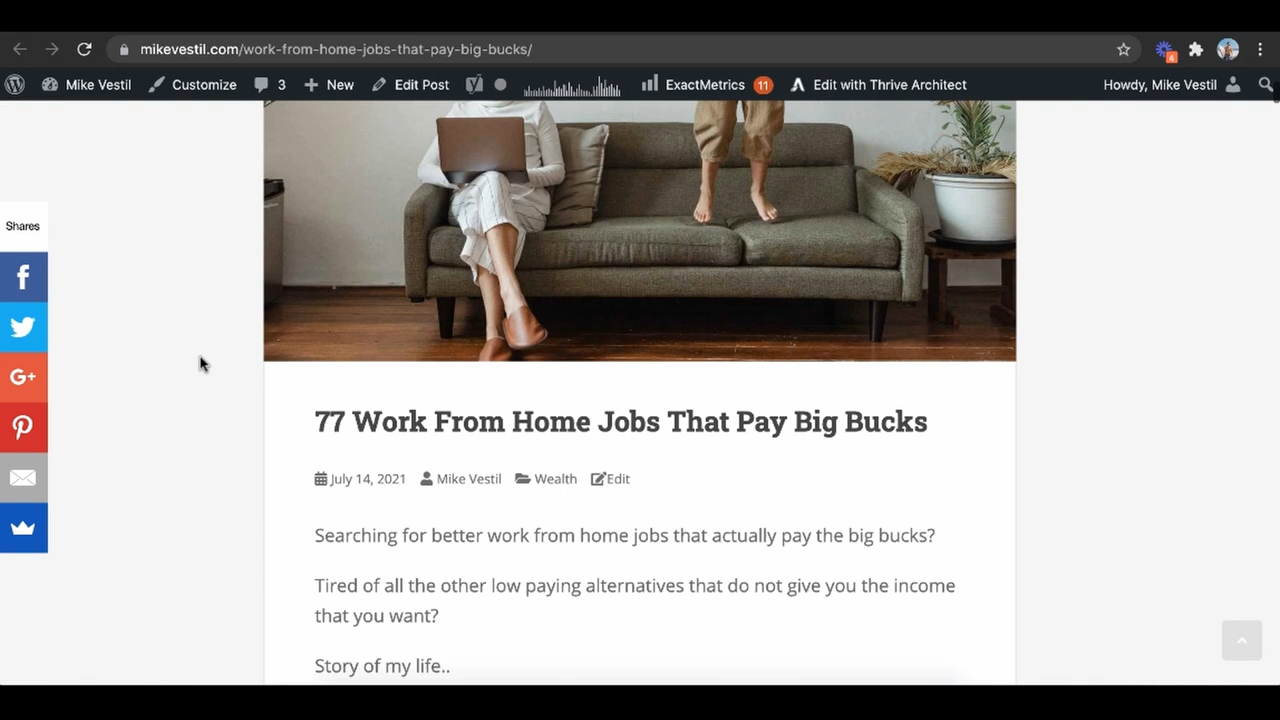 mikevestil.com/work-from-home-jobs-that-pay-big-bucks/
4
Mike Vestil
Customize
3
New
Edit Post
ExactMetrics
11
Edit with Thrive Architect
Howdy, Mike Vestil
Shares
f
G+
77 Work From Home Jobs That Pay Big Bucks
July 14, 2021
Mike Vestil
Wealth
Edit
Searching for better work from home jobs that actually pay the big bucks?
Tired of all the other low paying alternatives that do not give you the income
that you want?
Story of my life..